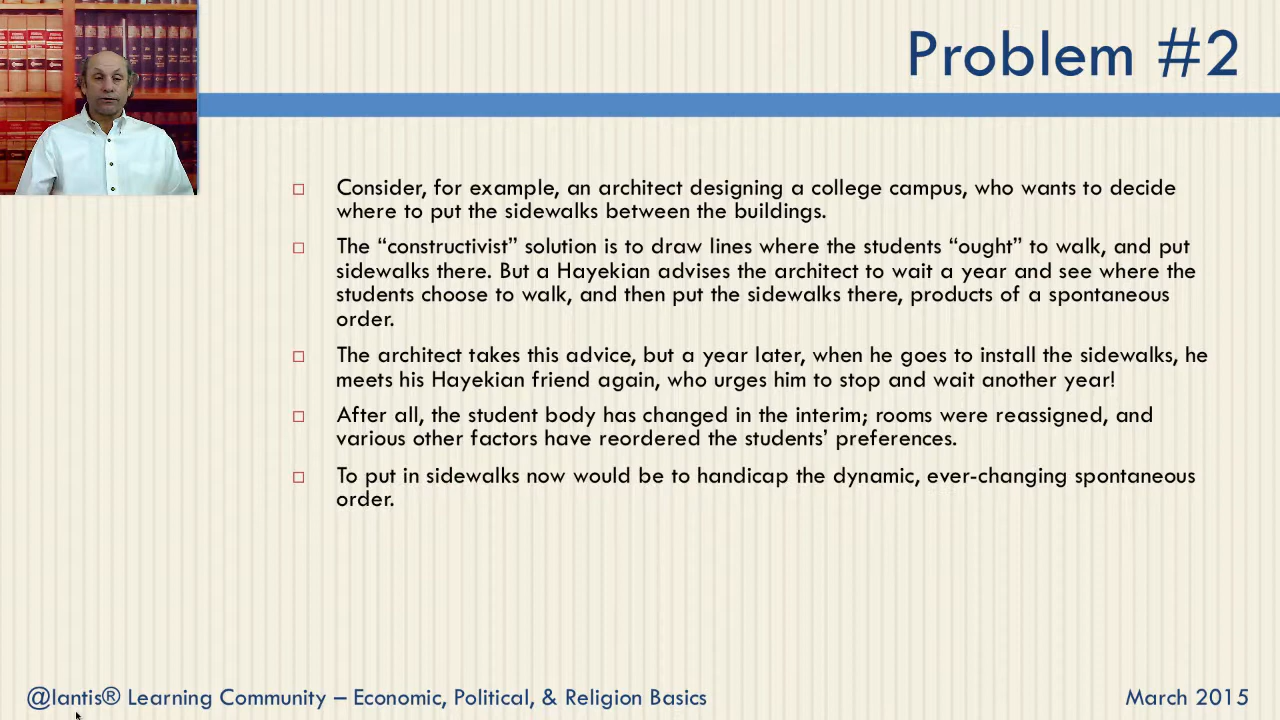 Problem #2
Consider, for example, an architect designing a college campus, who wants to decide
where to put the sidewalks between the buildings.
The “constructivist” solution is to draw lines where the students “ought” to walk, and put
sidewalks there. But a Hayekian advises the architect to wait a year and see where the
students choose to walk, and then put the sidewalks there, products of a spontaneous
order.
The architect takes this advice, but a year later, when he goes to install the sidewalks, he
meets his Hayekian friend again, who urges him to stop and wait another year!
After all, the student body has changed in the interim; rooms were reassigned, and
various other factors have reordered the students’ preferences.
To put in sidewalks now would be to handicap the dynamic, ever-changing spontaneous
order.
@lantis® Learning Community – Economic, Political, & Religion Basics
March 2015